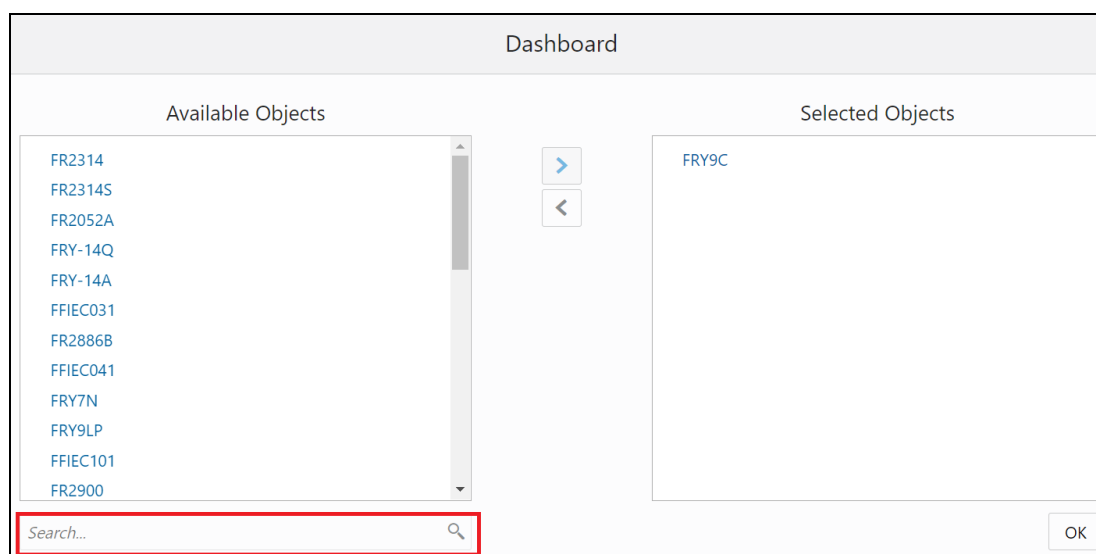 Dashboard
Available Objects
FR2314
FR2314S
FR2052A
FRY-14Q
FRY-14A
FFIEC031
FR2886B
FFIEC041
FRY7N
FRY9LP
FFIEC101
FR2900
Search...
Selected Objects
FRY9C
OK